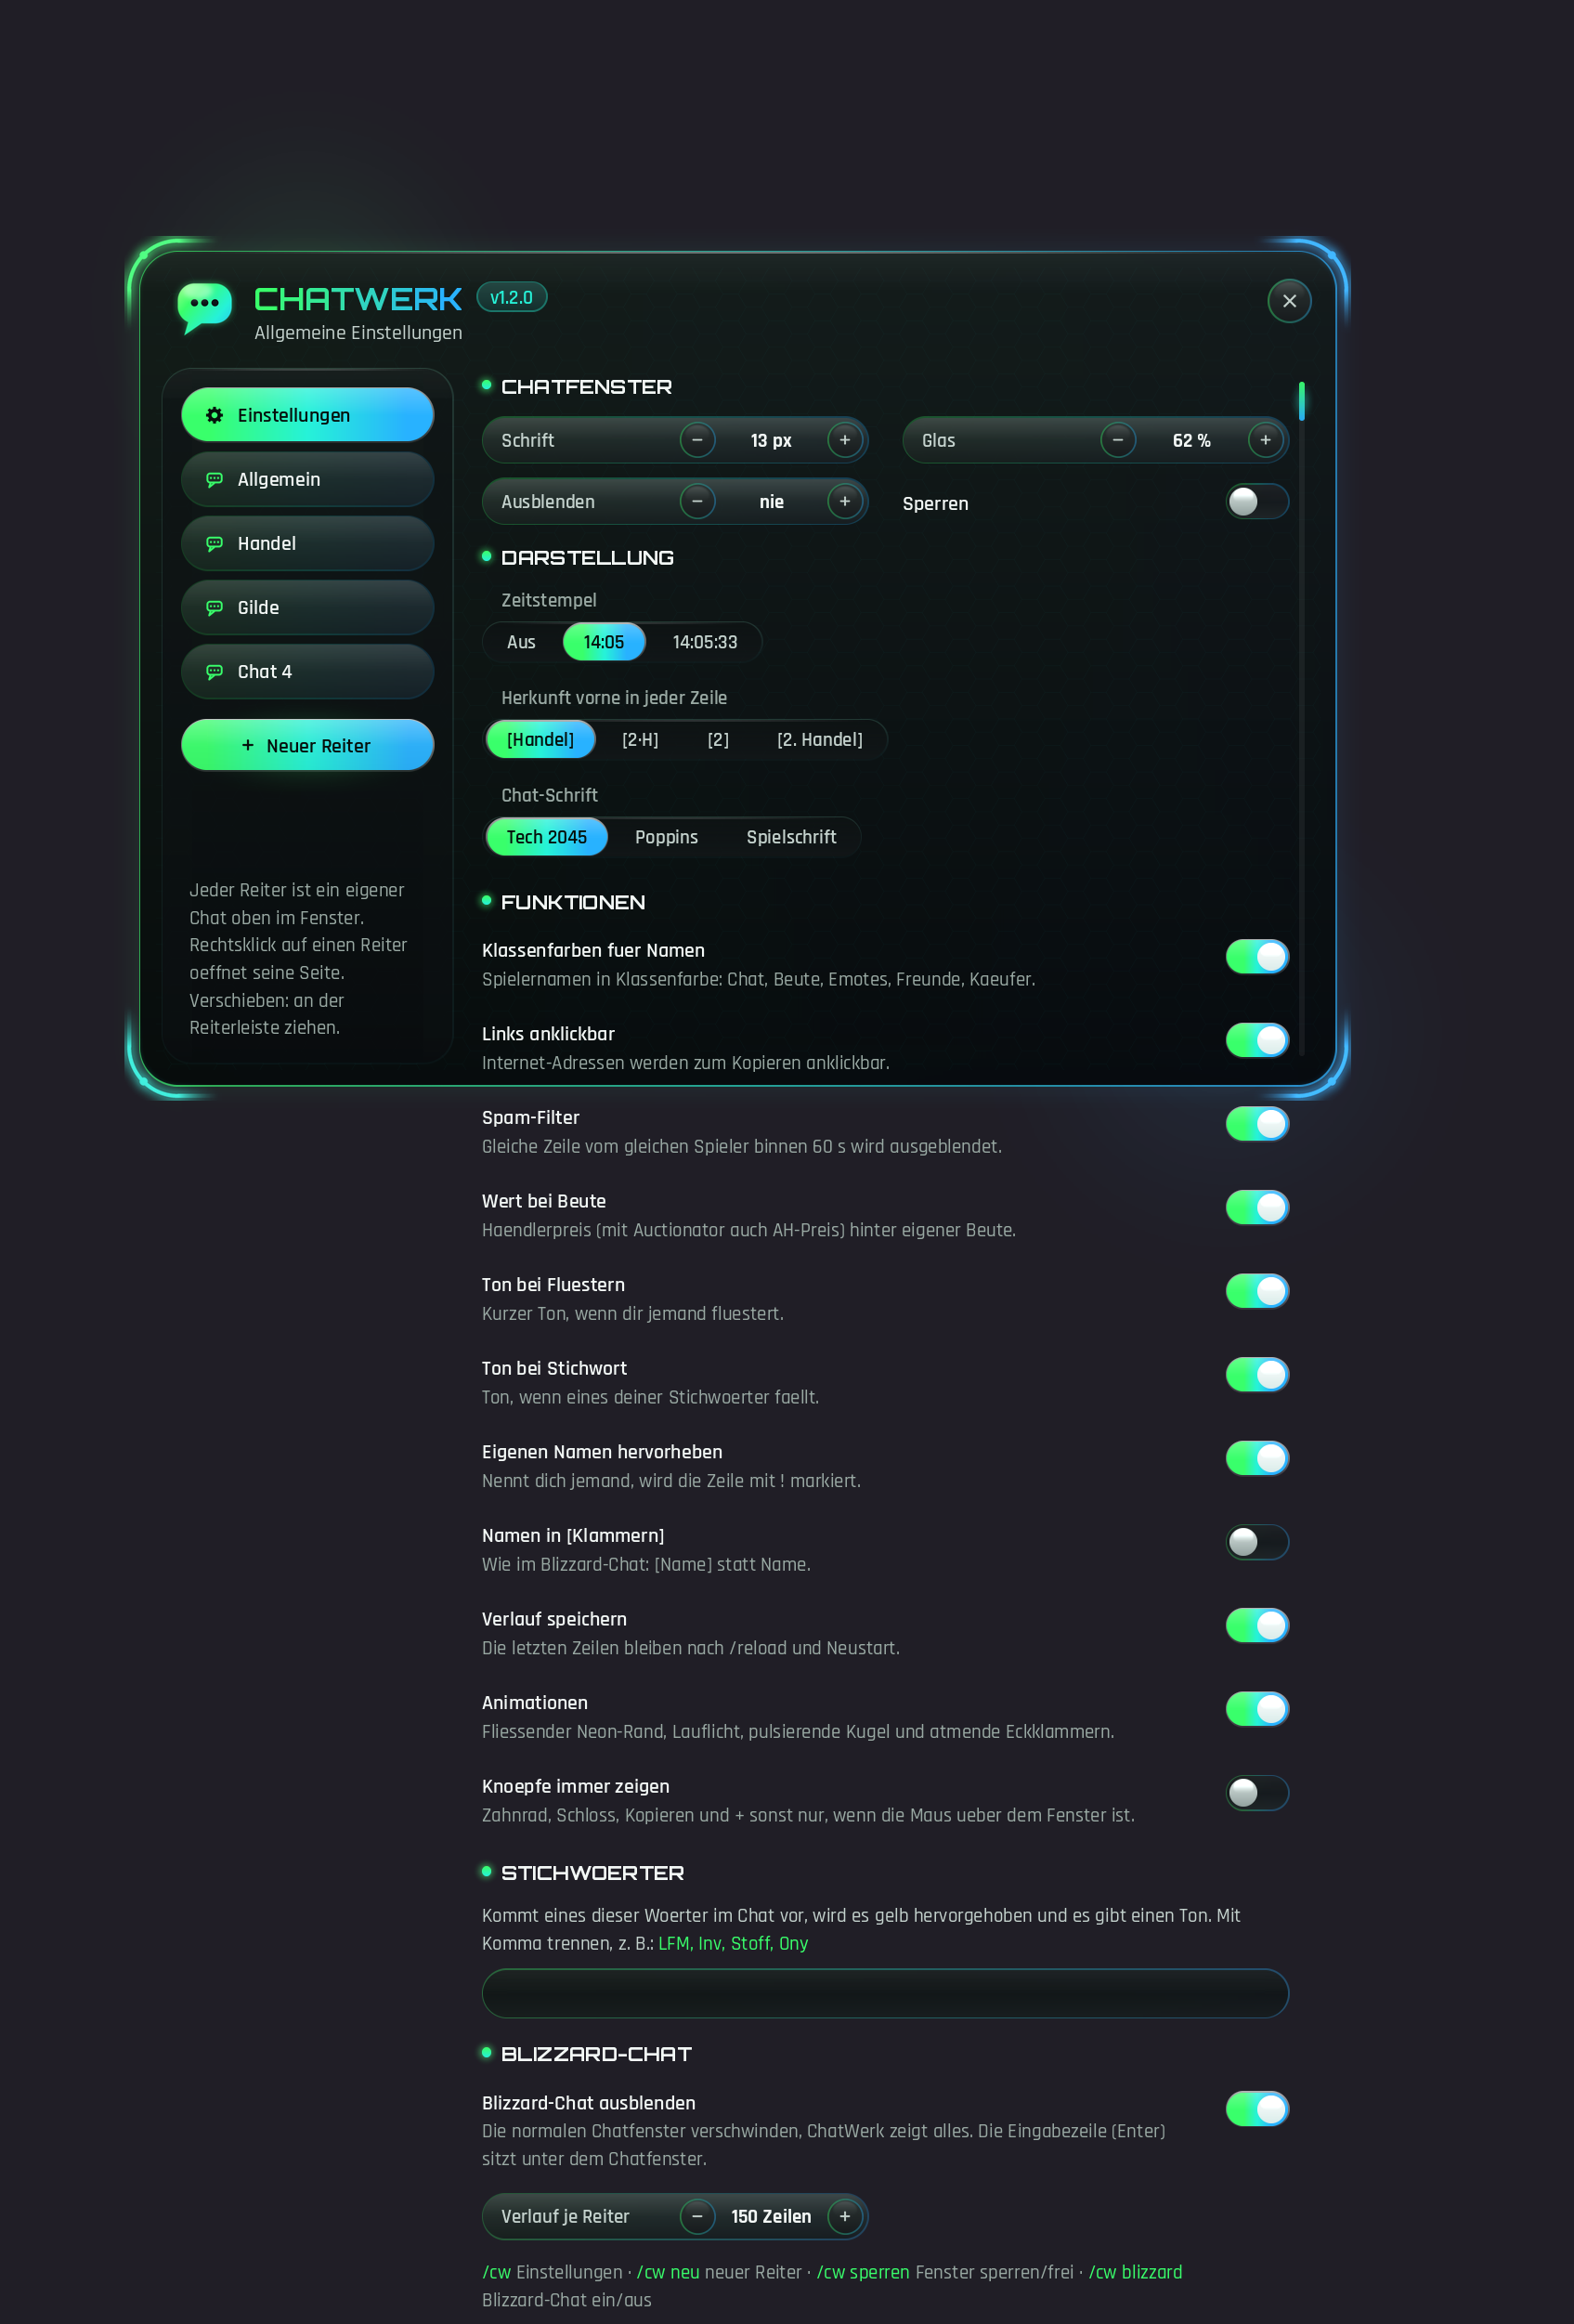 CHATWERK v1.2.0
Allgemeine Einstellungen
Einstellungen
Allgemein
Handel
Gilde
Chat 4
+ Neuer Reiter
Jeder Reiter ist ein eigener
Chat oben im Fenster.
Rechtsklick auf einen Reiter
oeffnet seine Seite.
Verschieben: an der
Reiterleiste ziehen.
CHATFENSTER
Schrift − 13 px + Glas − 62 % +
Ausblenden − nie + Sperren
DARSTELLUNG
Zeitstempel
Aus 14:05 14:05:33
Herkunft vorne in jeder Zeile
[Handel] [2·H] [2] [2. Handel]
Chat-Schrift
Tech 2045 Poppins Spielschrift
FUNKTIONEN
Klassenfarben fuer Namen
Spielernamen in Klassenfarbe: Chat, Beute, Emotes, Freunde, Kaeufer.
Links anklickbar
Internet-Adressen werden zum Kopieren anklickbar.
Spam-Filter
Gleiche Zeile vom gleichen Spieler binnen 60 s wird ausgeblendet.
Wert bei Beute
Haendlerpreis (mit Auctionator auch AH-Preis) hinter eigener Beute.
Ton bei Fluestern
Kurzer Ton, wenn dir jemand fluestert.
Ton bei Stichwort
Ton, wenn eines deiner Stichwoerter faellt.
Eigenen Namen hervorheben
Nennt dich jemand, wird die Zeile mit ! markiert.
Namen in [Klammern]
Wie im Blizzard-Chat: [Name] statt Name.
Verlauf speichern
Die letzten Zeilen bleiben nach /reload und Neustart.
Animationen
Fliessender Neon-Rand, Lauflicht, pulsierende Kugel und atmende Eckklammern.
Knoepfe immer zeigen
Zahnrad, Schloss, Kopieren und + sonst nur, wenn die Maus ueber dem Fenster ist.
STICHWOERTER
Kommt eines dieser Woerter im Chat vor, wird es gelb hervorgehoben und es gibt einen Ton. Mit
Komma trennen, z. B.: LFM, Inv, Stoff, Ony
BLIZZARD-CHAT
Blizzard-Chat ausblenden
Die normalen Chatfenster verschwinden, ChatWerk zeigt alles. Die Eingabezeile (Enter)
sitzt unter dem Chatfenster.
Verlauf je Reiter − 150 Zeilen +
/cw Einstellungen · /cw neu neuer Reiter · /cw sperren Fenster sperren/frei · /cw blizzard
Blizzard-Chat ein/aus